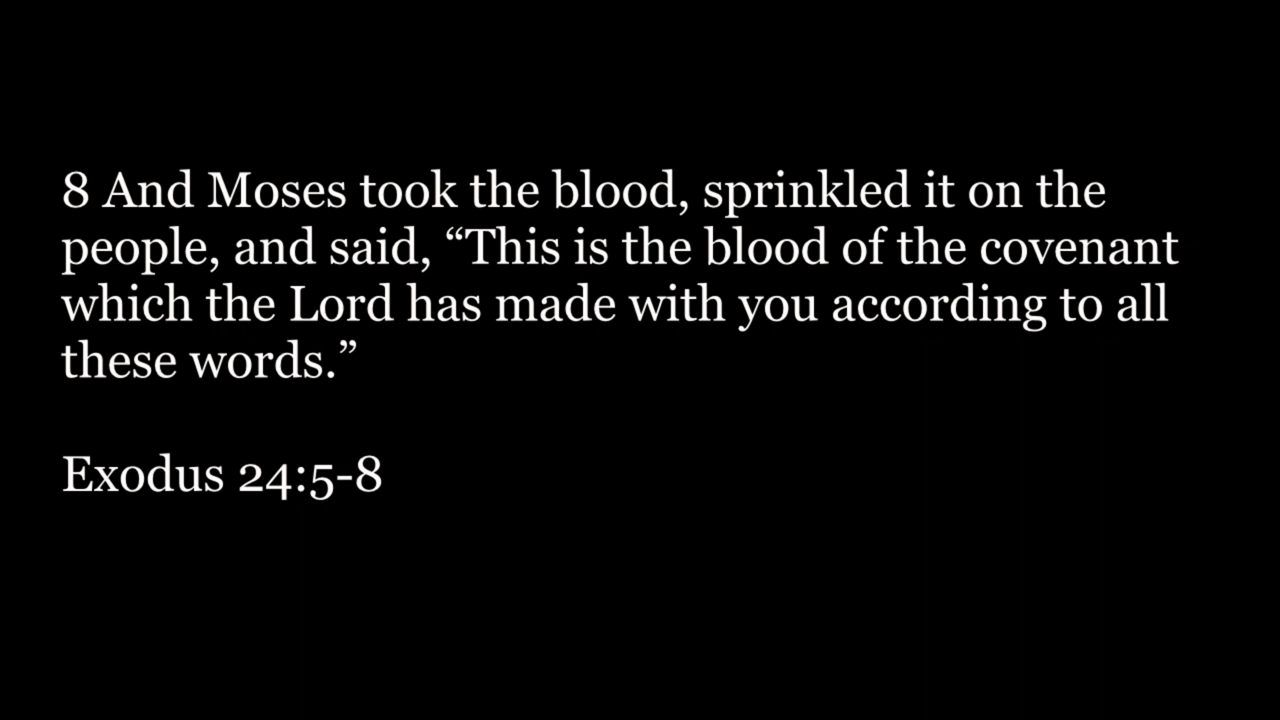 8 And Moses took the blood, sprinkled it on the
people, and said, “This is the blood of the covenant
which the Lord has made with you according to all
these words.”
Exodus 24:5-8